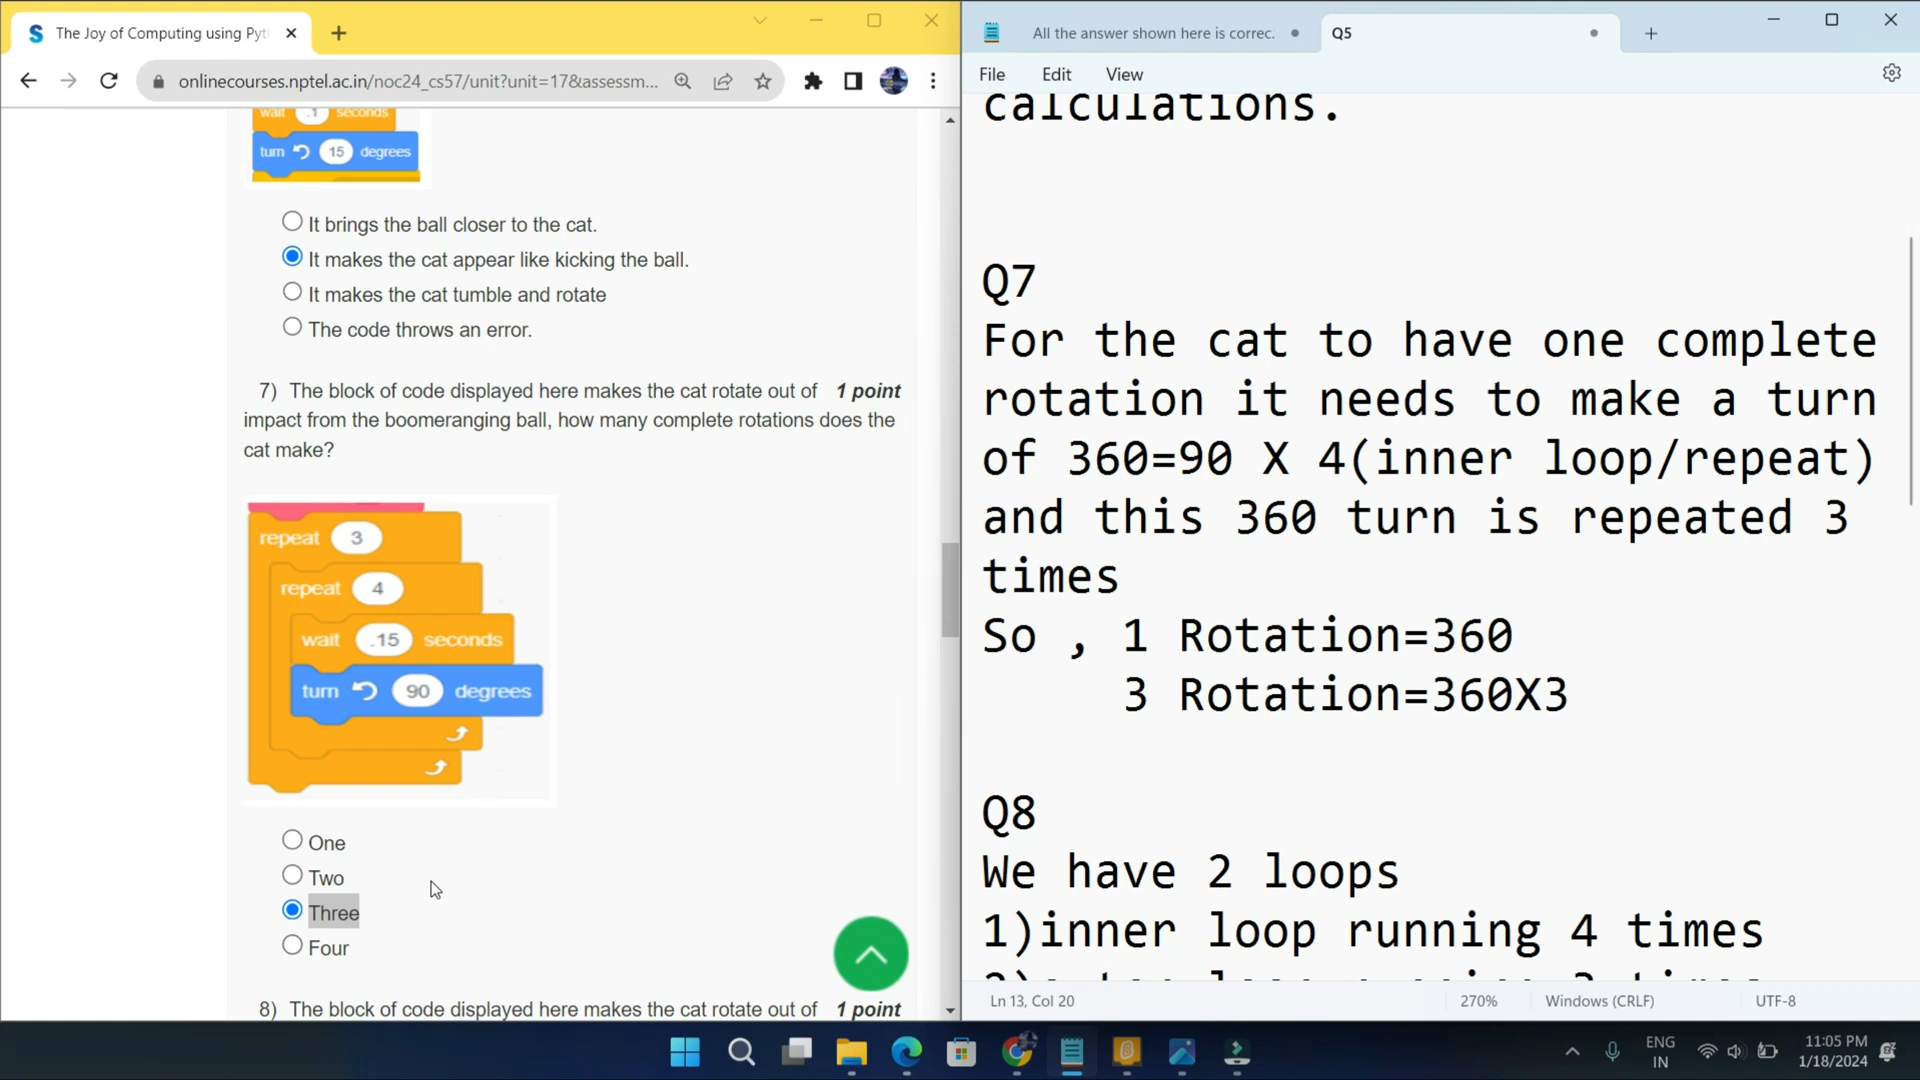 The Joy of Computing using Pyt
onlinecourses.nptel.ac.in/noc24_cs57/unit?unit=17&assessm...
wait .1 seconds
turn 15 degrees
It brings the ball closer to the cat.
It makes the cat appear like kicking the ball.
It makes the cat tumble and rotate
The code throws an error.
7) The block of code displayed here makes the cat rotate out of 1 point
impact from the boomeranging ball, how many complete rotations does the
cat make?
repeat 3
repeat 4
wait .15 seconds
turn 90 degrees
One
Two
Three
Four
8) The block of code displayed here makes the cat rotate out of 1 point
All the answer shown here is correc.
Q5
File Edit View
calculations.
Q7
For the cat to have one complete
rotation it needs to make a turn
of 360=90 X 4(inner loop/repeat)
and this 360 turn is repeated 3
times
So , 1 Rotation=360
3 Rotation=360X3
Q8
We have 2 loops
1)inner loop running 4 times
Ln 13, Col 20 270% Windows (CRLF) UTF-8
ENG
IN
11:05 PM
1/18/2024